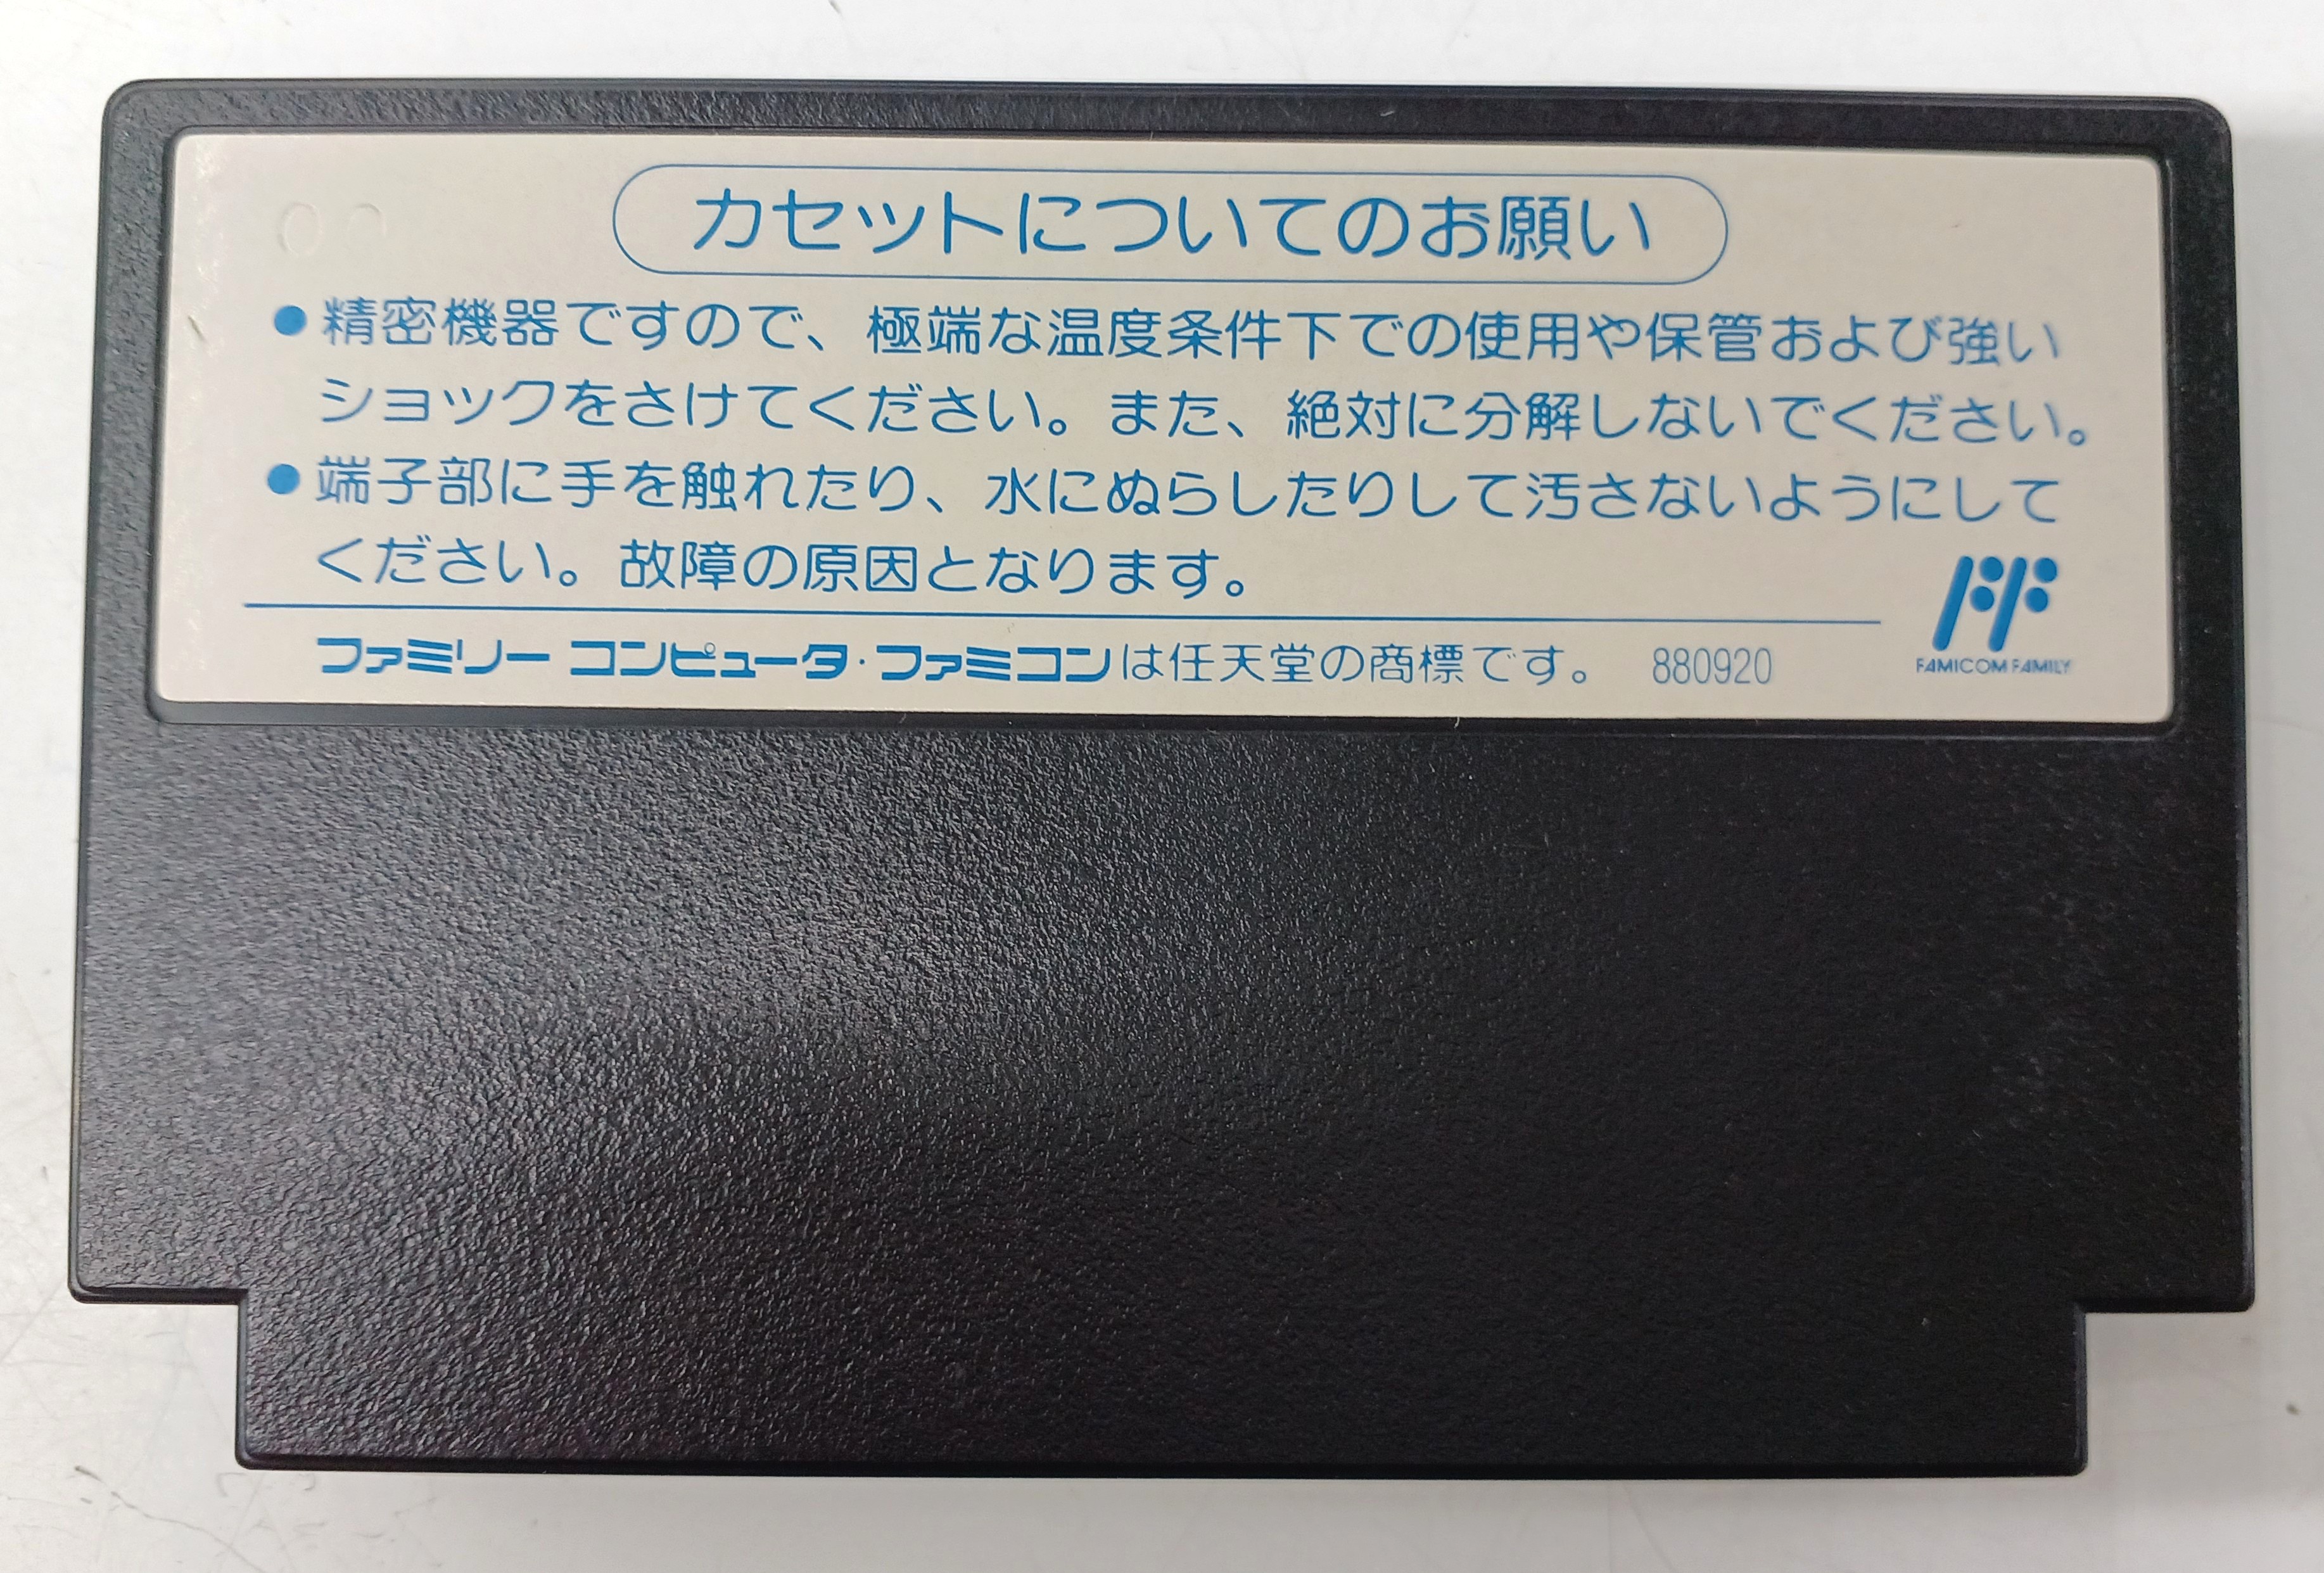 カセットについてのお願い
●精密機器ですので、極端な温度条件下での使用や保管および強い
ショックをさけてください。また、絶対に分解しないでください。
●端子部に手を触れたり、水にぬらしたりして汚さないようにして
ください。故障の原因となります。
ファミリーコンピュータ・ファミコンは任天堂の商標です。 880920
FAMICOM FAMILY